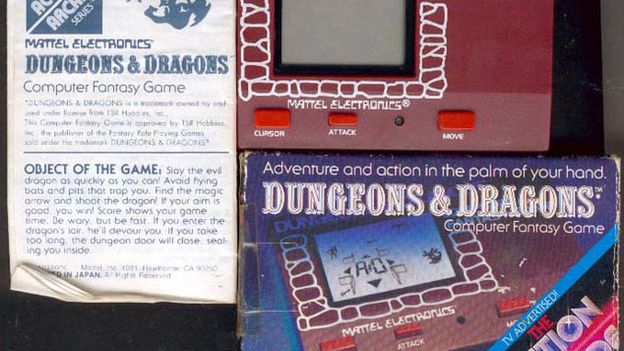 ARCADE
SERIES
MATTEL ELECTRONICS®
DUNGEONS & DRAGONS
Computer Fantasy Game
*DUNGEONS & DRAGONS is a trademark owned by and
used under license from TSR Hobbies, Inc.
This Computer Fantasy Game is approved by TSR Hobbies,
Inc., the publisher of the Fantasy Role Playing Games
sold under the trademark DUNGEONS & DRAGONS®
OBJECT OF THE GAME: Slay the evil
dragon as quickly as you can! Avoid flying
bats and pits that trap you. Find the magic
arrow and shoot the dragon! If your aim is
good, you win! Score shows your game
time. Be wary, but be fast. If you enter the
dragon's lair, he'll devour you. If you take
too long, the dungeon door will close, seal-
ing you inside.
Mattel, Inc. 1981, Hawthorne, CA 90250
PRINTED IN JAPAN. All Rights Reserved
MATTEL ELECTRONICS®
CURSOR
ATTACK
MOVE
Adventure and action in the palm of your hand.
DUNGEONS & DRAGONS™
Computer Fantasy Game
MATTEL ELECTRONICS®
ATTACK
TV ADVERTISED!
THE